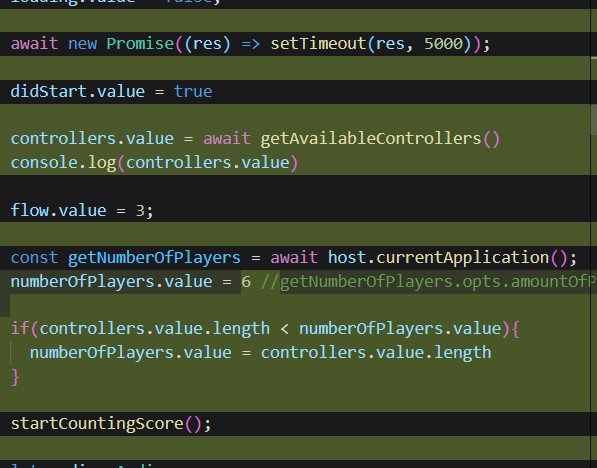 loading.value = false;
await new Promise((res) => setTimeout(res, 5000));
didStart.value = true
controllers.value = await getAvailableControllers()
console.log(controllers.value)
flow.value = 3;
const getNumberOfPlayers = await host.currentApplication();
numberOfPlayers.value = 6 //getNumberOfPlayers.opts.amountOfP
if(controllers.value.length < numberOfPlayers.value){
numberOfPlayers.value = controllers.value.length
}
startCountingScore();